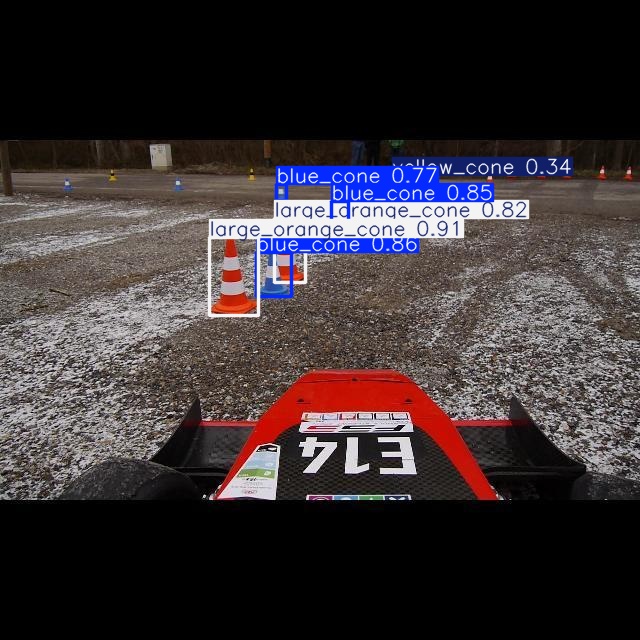 yellow_cone 0.34
blue_cone 0.77
blue_cone 0.85
large_orange_cone 0.82
large_orange_cone 0.91
blue_cone 0.86
E14